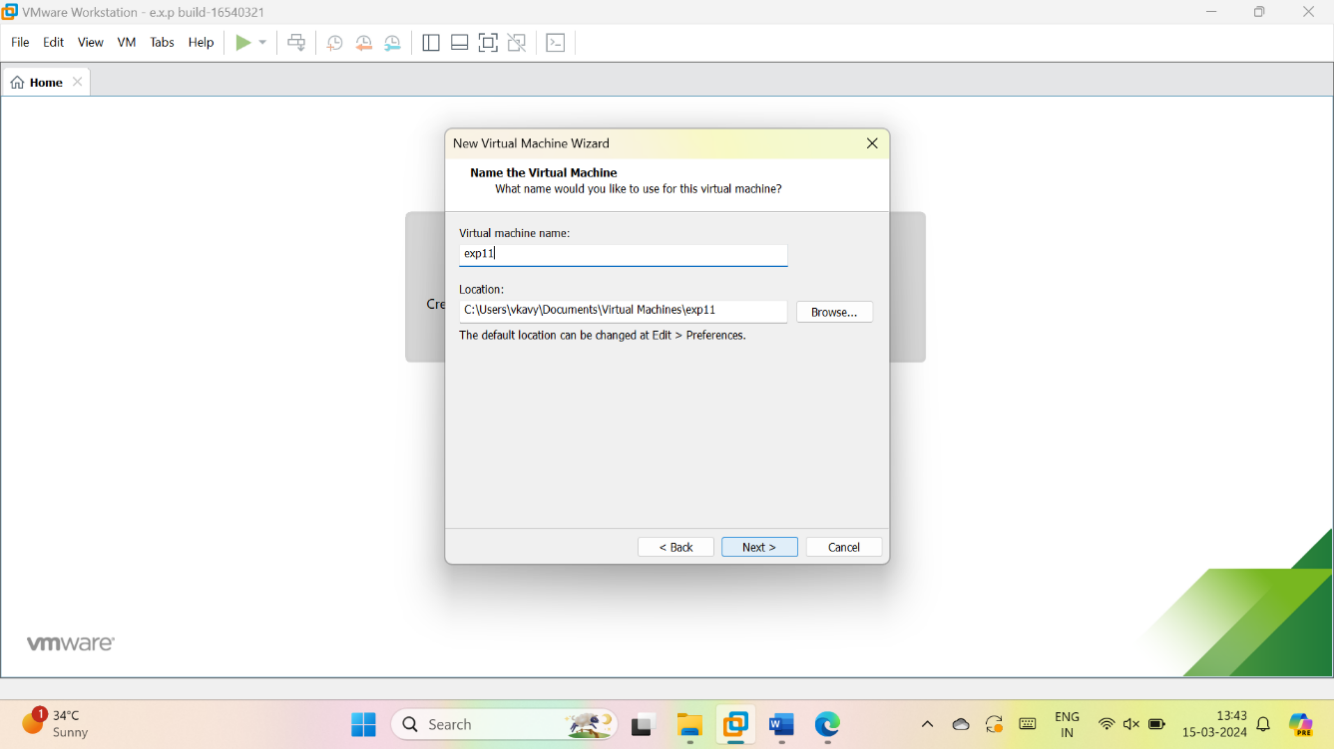 VMware Workstation - e.x.p build-16540321
File Edit View VM Tabs Help
Home
New Virtual Machine Wizard
Name the Virtual Machine
What name would you like to use for this virtual machine?
Virtual machine name:
exp11
Cre
Location:
C:\Users\vkavy\Documents\Virtual Machines\exp11
Browse...
The default location can be changed at Edit > Preferences.
< Back Next > Cancel
vmware
1
34°C
Sunny
Search
W
ENG
IN
13:43
15-03-2024
PRE